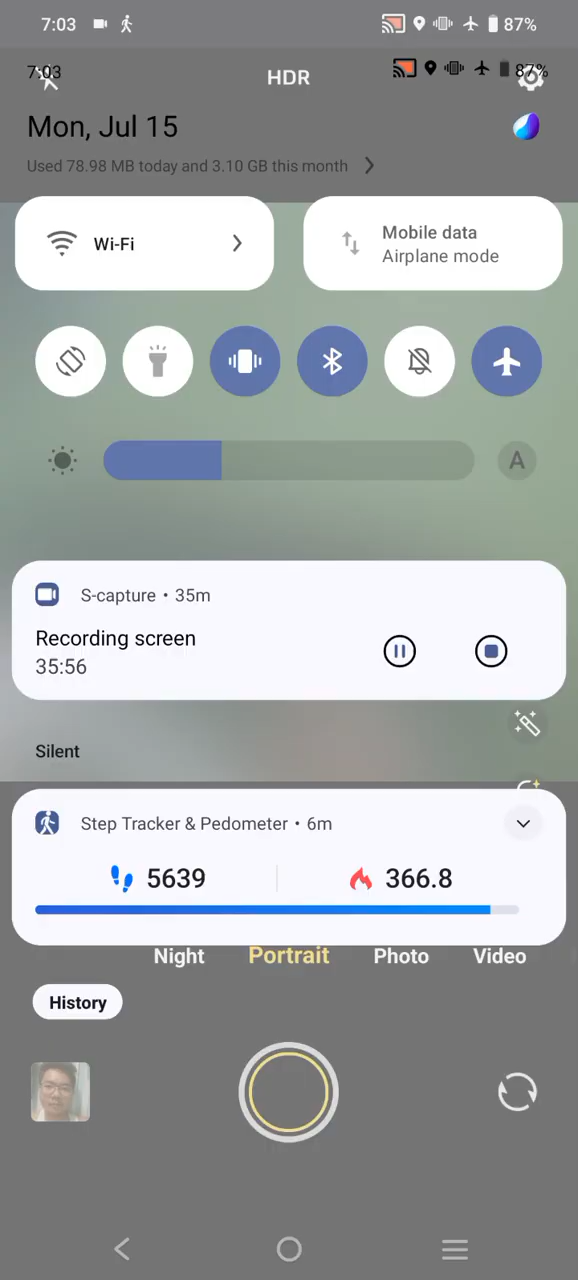 7:03 87%
7:03 HDR 87%
Mon, Jul 15
Used 78.98 MB today and 3.10 GB this month
Wi-Fi
Mobile data
Airplane mode
A
S-capture • 35m
Recording screen
35:56
Silent
Step Tracker & Pedometer • 6m
5639 366.8
Night Portrait Photo Video
History